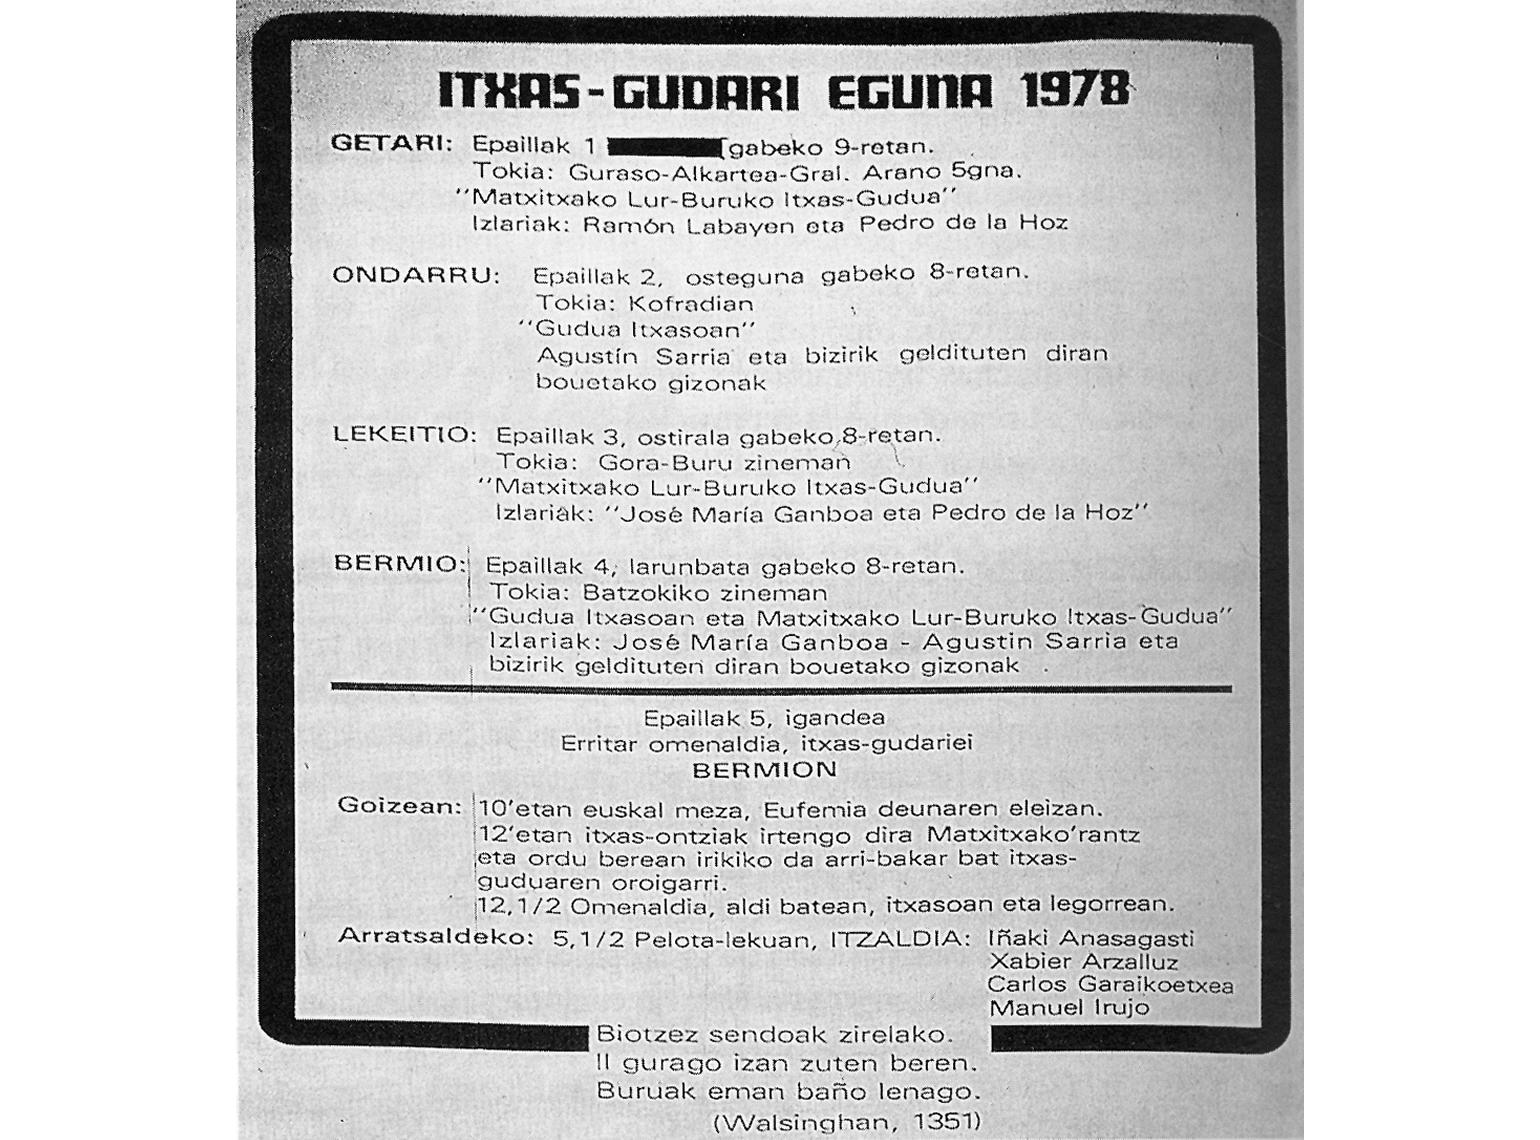 ITXAS-GUDARI EGUNA 1978
GETARI: Epaillak 1 gabeko 9-retan.
Tokia: Guraso-Alkartea-Gral. Arano 5gna.
"Matxitxako Lur-Buruko Itxas-Gudua"
Izlariak: Ramón Labayen eta Pedro de la Hoz
ONDARRU: Epaillak 2, osteguna gabeko 8-retan.
Tokia: Kofradian
"Gudua Itxasoan"
Agustín Sarria eta bizirik geldituten diran
bouetako gizonak
LEKEITIO: Epaillak 3, ostirala gabeko 8-retan.
Tokia: Gora-Buru zineman
"Matxitxako Lur-Buruko Itxas-Gudua"
Izlariak: "José María Ganboa eta Pedro de la Hoz"
BERMIO: Epaillak 4, larunbata gabeko 8-retan.
Tokia: Batzokiko zineman
"Gudua Itxasoan eta Matxitxako Lur-Buruko Itxas-Gudua"
Izlariak: José María Ganboa - Agustin Sarria eta
bizirik geldituten diran bouetako gizonak
Epaillak 5, igandea
Erritar omenaldia, itxas-gudariei
BERMION
Goizean: 10'etan euskal meza, Eufemia deunaren eleizan.
12'etan itxas-ontziak irtengo dira Matxitxako'rantz
eta ordu berean irikiko da arri-bakar bat itxas-
guduaren oroigarri.
12,1/2 Omenaldia, aldi batean, itxasoan eta legorrean.
Arratsaldeko: 5,1/2 Pelota-lekuan, ITZALDIA: Iñaki Anasagasti
Xabier Arzalluz
Carlos Garaikoetxea
Manuel Irujo
Biotzez sendoak zirelako.
Il gurago izan zuten beren.
Buruak eman baño lenago.
(Walsinghan, 1351)